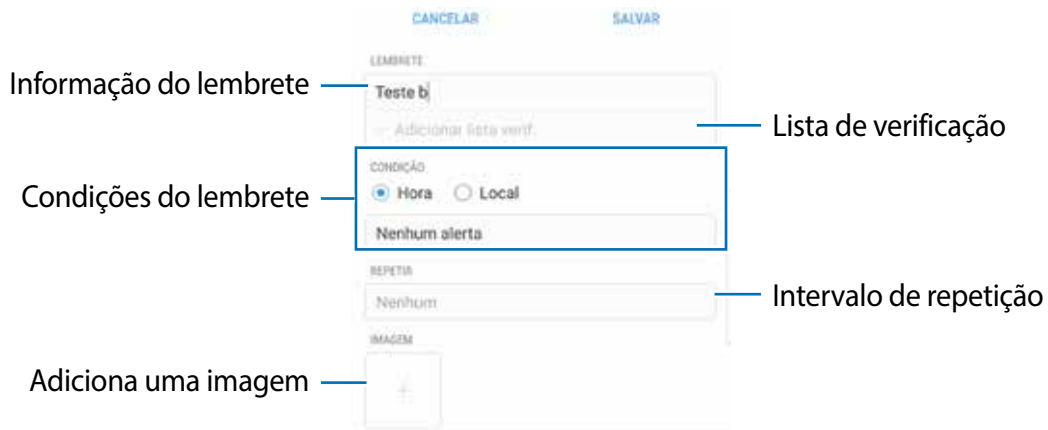 CANCELAR SALVAR
LEMBRETE
Informação do lembrete
Teste b
Adicionar lista verif.
Lista de verificação
CONDIÇÃO
Condições do lembrete
Hora Local
Nenhum alerta
REPETIR
Nenhum
Intervalo de repetição
IMAGEM
Adiciona uma imagem
+